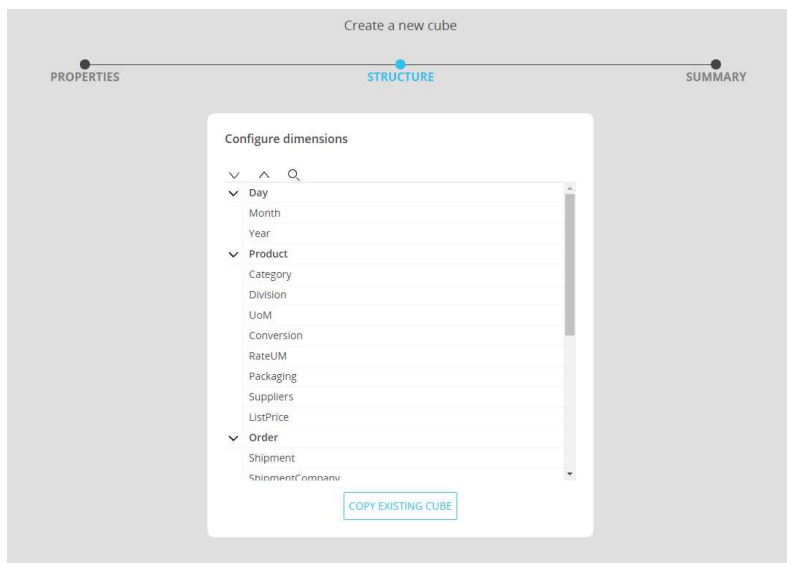 Create a new cube
PROPERTIES STRUCTURE SUMMARY
Configure dimensions
Day
Month
Year
Product
Category
Division
UoM
Conversion
RateUM
Packaging
Suppliers
ListPrice
Order
Shipment
ShipmentCompany
COPY EXISTING CUBE